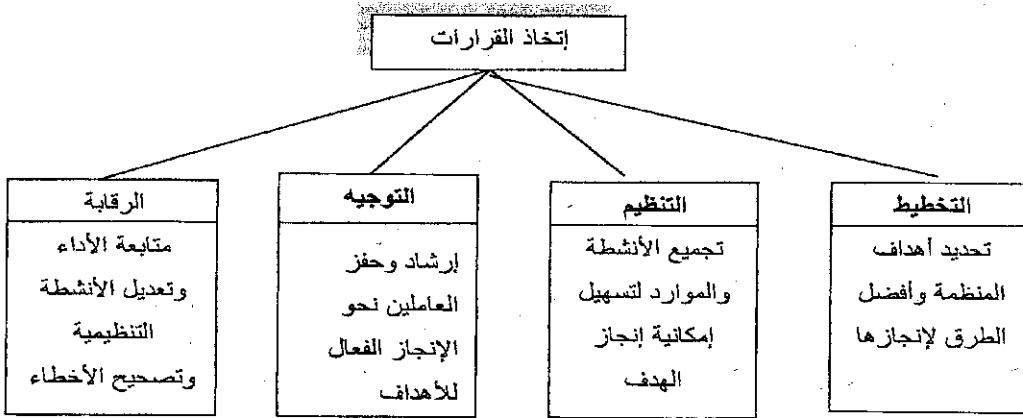 إتخاذ القرارات
التخطيط
تحديد أهداف
المنظمة وأفضل
الطرق لإنجازها
التنظيم
تجميع الأنشطة
والموارد لتسهيل
إمكانية إنجاز
الهدف
التوجيه
إرشاد وحفز
العاملين نحو
الإنجاز الفعال
للأهداف
الرقابة
متابعة الأداء
وتعديل الأنشطة
التنظيمية
وتصحيح الأخطاء